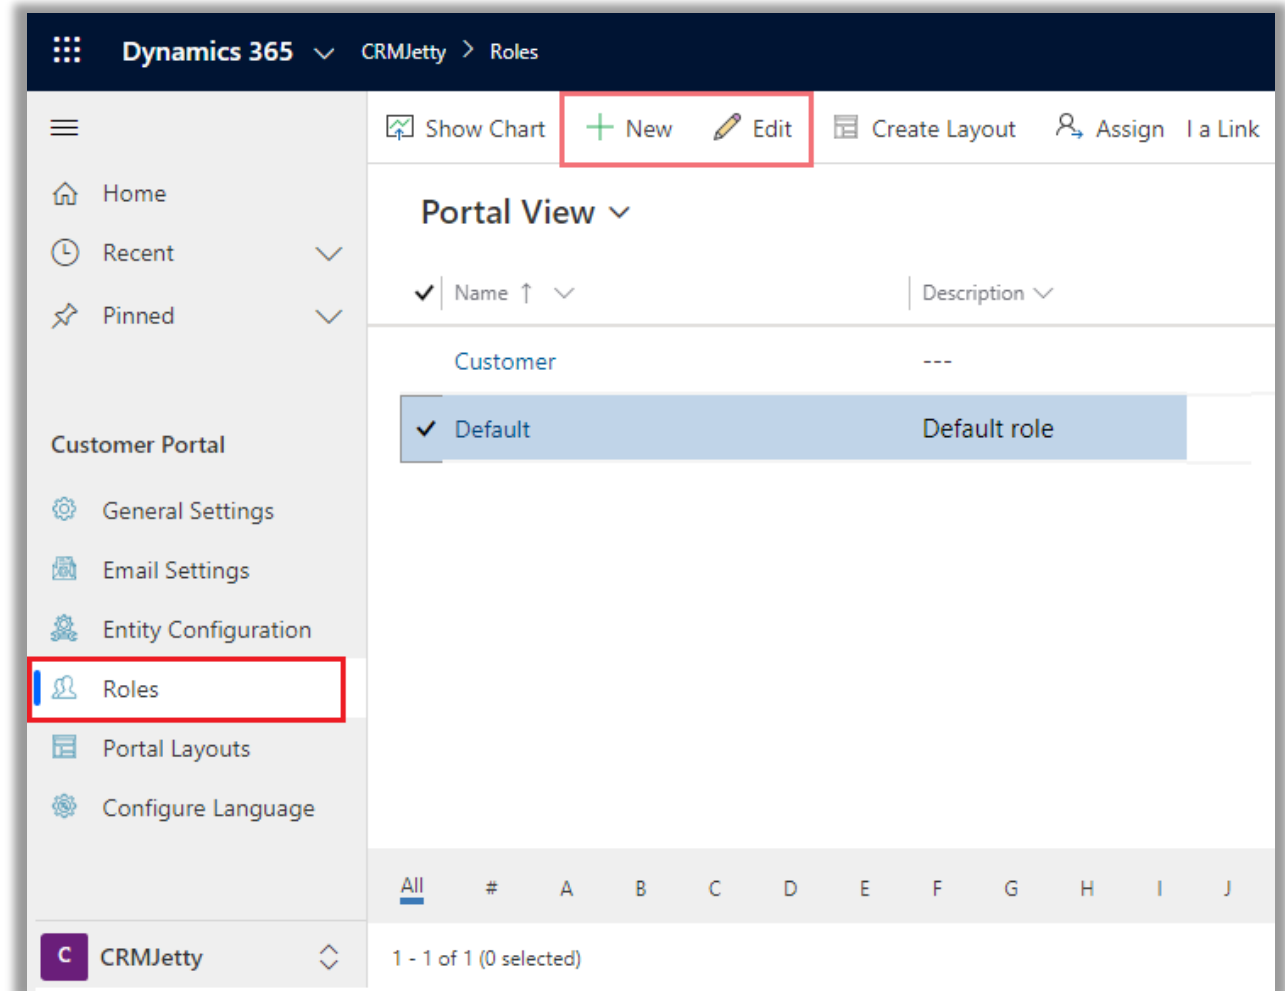 Dynamics 365 CRMJetty > Roles
Show Chart + New Edit Create Layout Assign l a Link
Home
Recent
Pinned
Portal View
Name ↑ Description
Customer ---
Default Default role
Customer Portal
General Settings
Email Settings
Entity Configuration
Roles
Portal Layouts
Configure Language
All # A B C D E F G H I J
C CRMJetty
1 - 1 of 1 (0 selected)